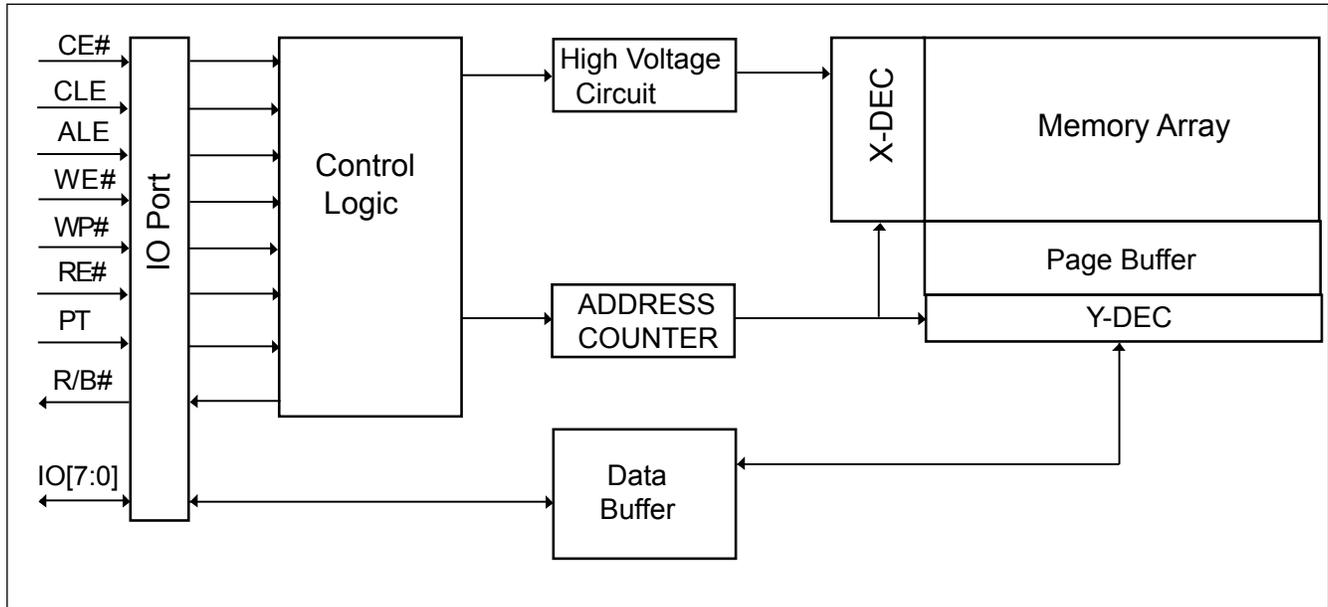 CE#
CLE
ALE
WE#
WP#
RE#
PT
R/B#
IO[7:0]
IO Port
Control
Logic
High Voltage
Circuit
ADDRESS
COUNTER
Data
Buffer
X-DEC
Memory Array
Page Buffer
Y-DEC